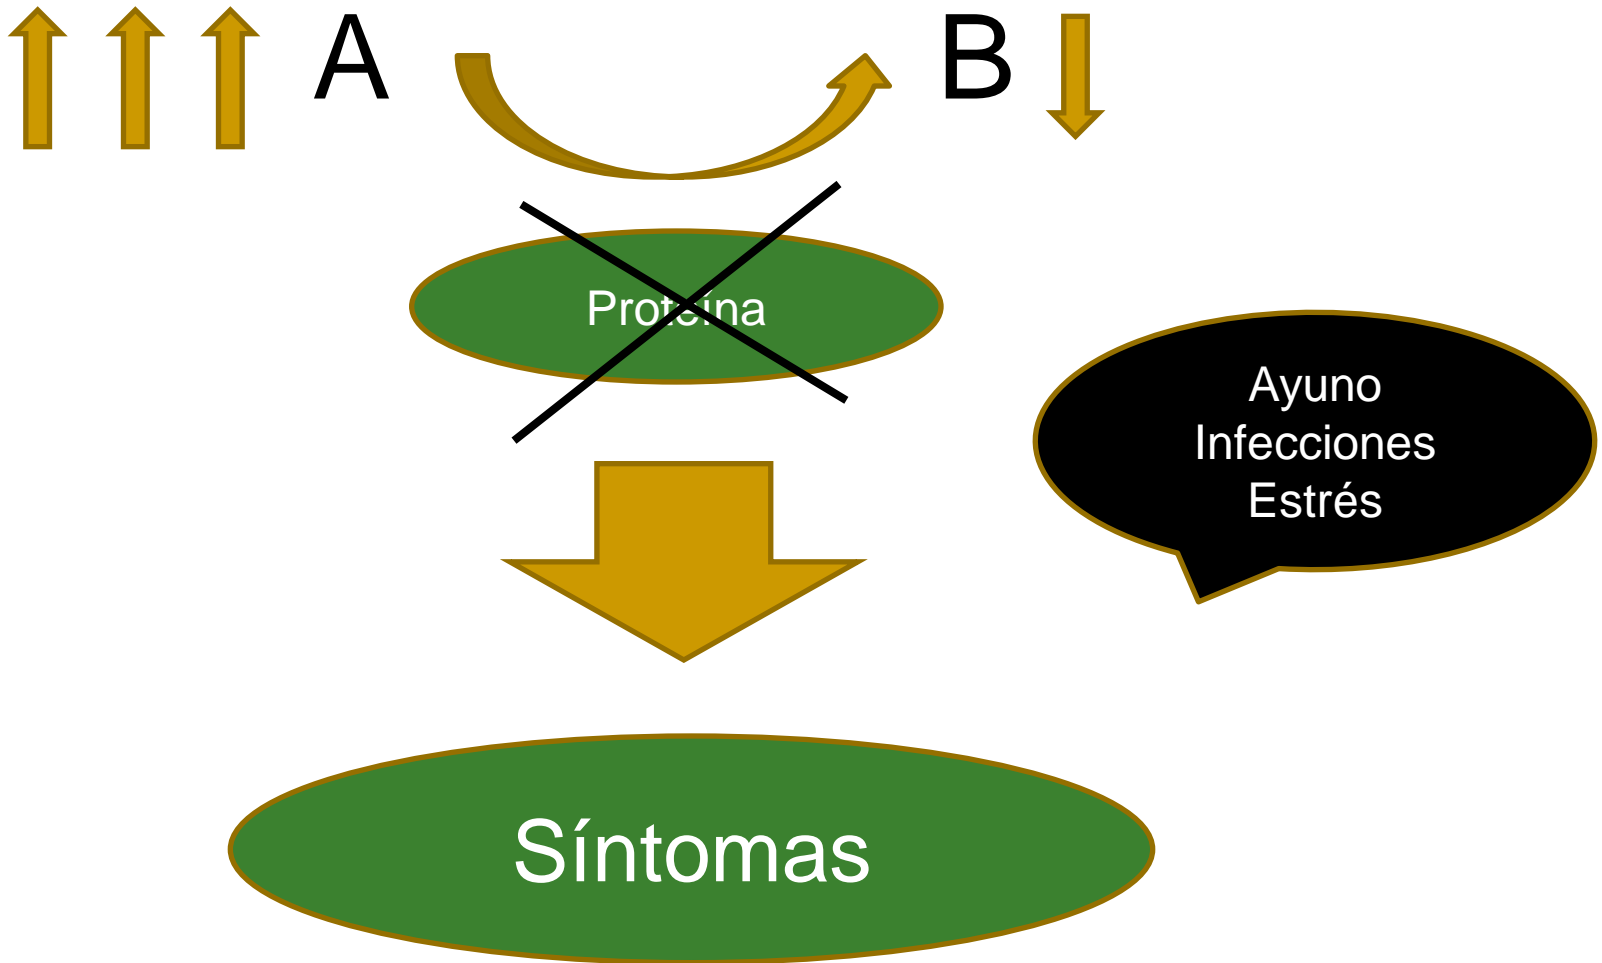 A
B
Proteína
Ayuno
Infecciones
Estrés
Síntomas